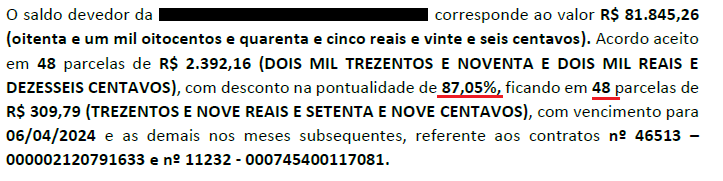 O saldo devedor da corresponde ao valor R$ 81.845,26
(oitenta e um mil oitocentos e quarenta e cinco reais e vinte e seis centavos). Acordo aceito
em 48 parcelas de R$ 2.392,16 (DOIS MIL TREZENTOS E NOVENTA E DOIS MIL REAIS E
DEZESSEIS CENTAVOS), com desconto na pontualidade de 87,05%, ficando em 48 parcelas de
R$ 309,79 (TREZENTOS E NOVE REAIS E SETENTA E NOVE CENTAVOS), com vencimento para
06/04/2024 e as demais nos meses subsequentes, referente aos contratos nº 46513 –
000002120791633 e nº 11232 - 000745400117081.